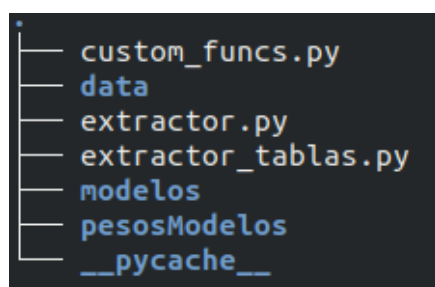 .
├── custom_funcs.py
├── data
├── extractor.py
├── extractor_tablas.py
├── modelos
├── pesosModelos
└── __pycache__